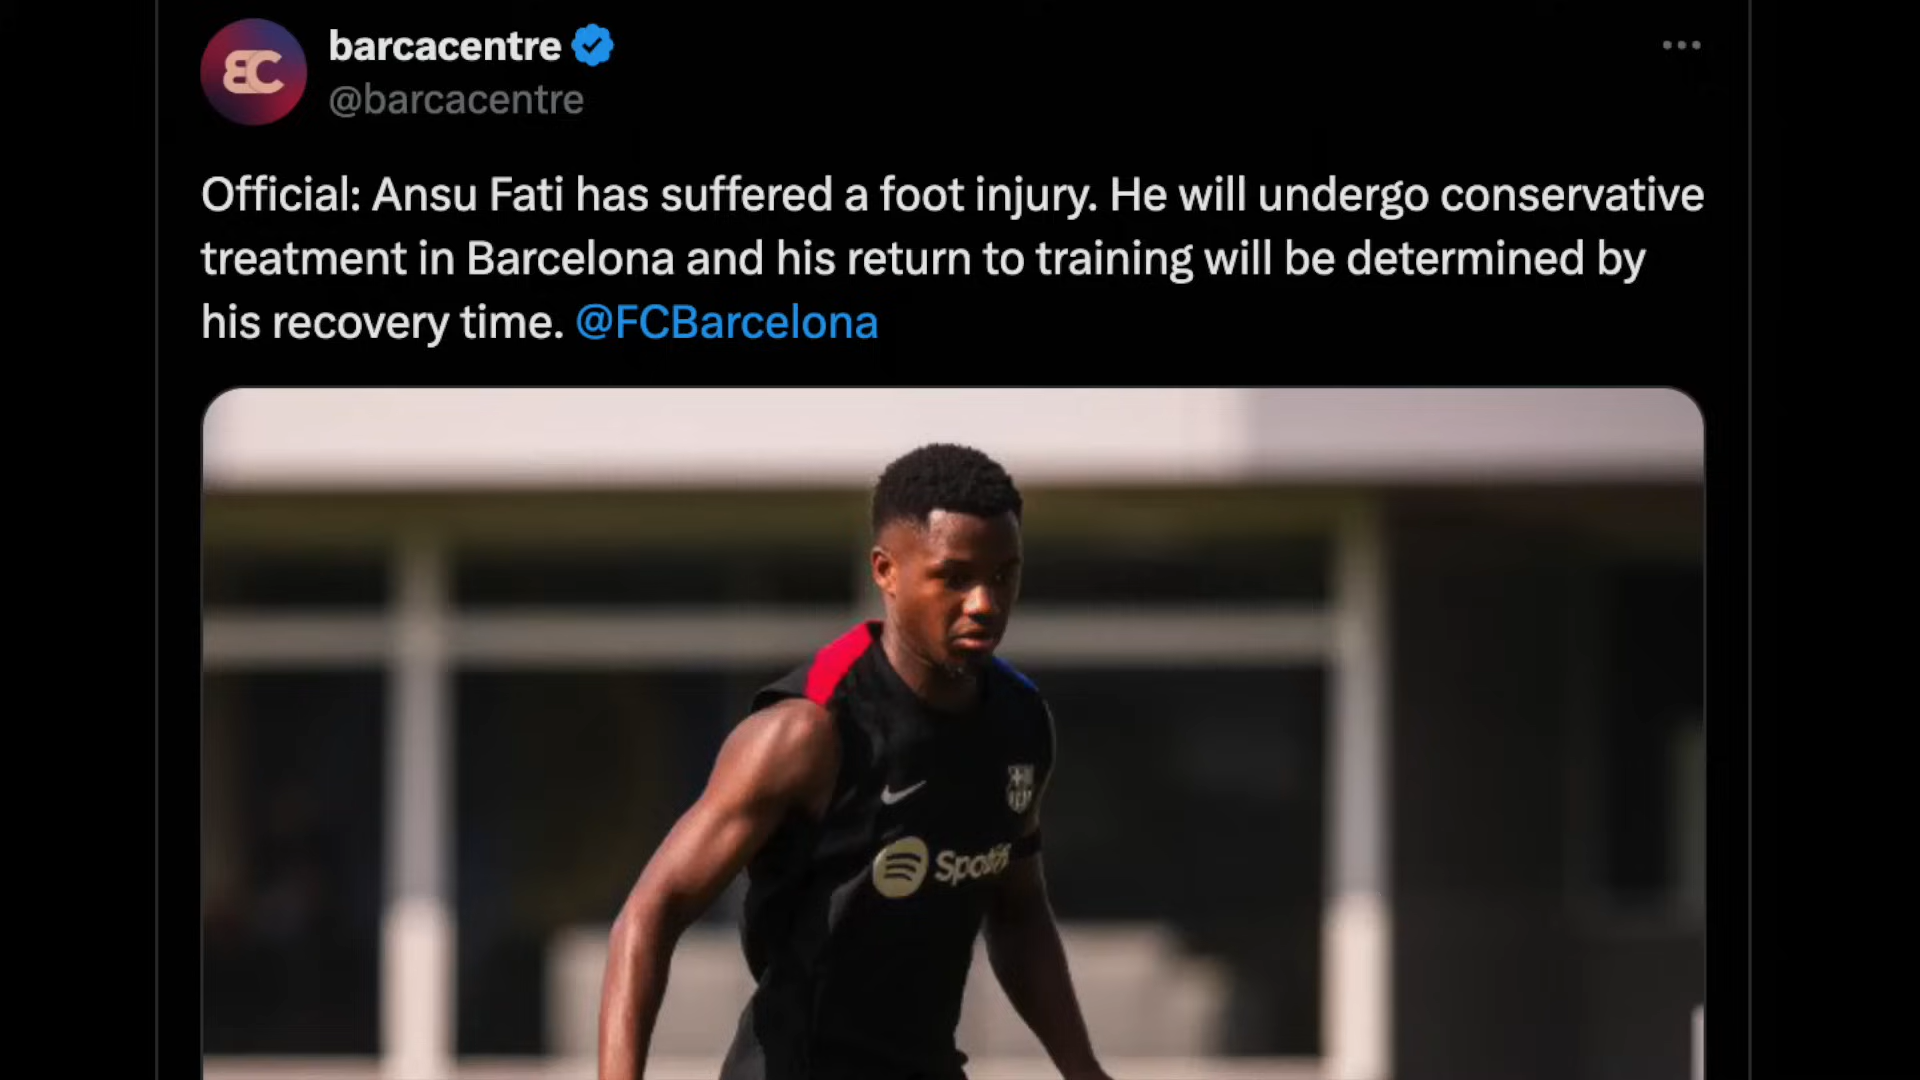 barcacentre
@barcacentre
Official: Ansu Fati has suffered a foot injury. He will undergo conservative
treatment in Barcelona and his return to training will be determined by
his recovery time. @FCBarcelona
Spotify